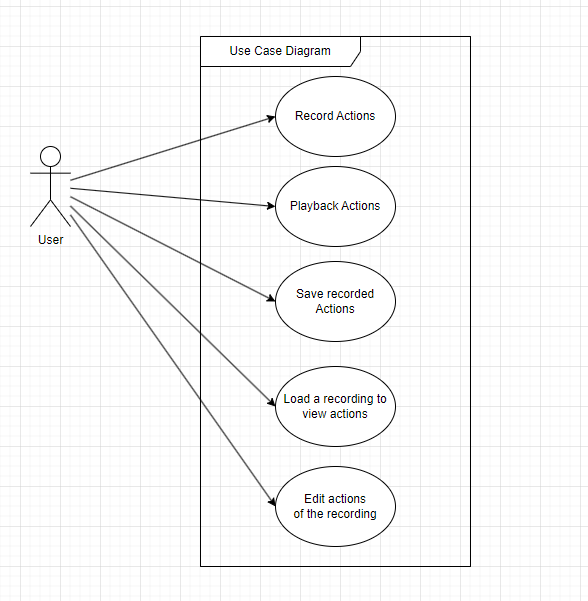 Use Case Diagram
Record Actions
Playback Actions
User
Save recorded
Actions
Load a recording to
view actions
Edit actions
of the recording